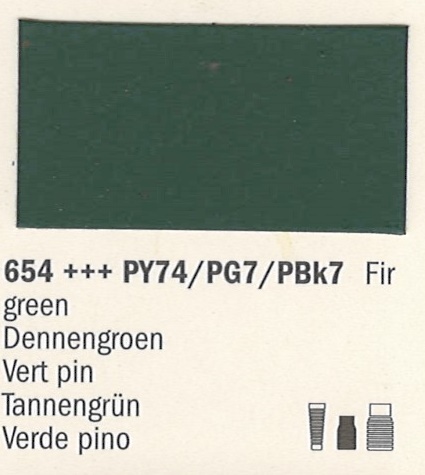 654 +++ PY74/PG7/PBk7 Fir
green
Dennengroen
Vert pin
Tannengrün
Verde pino